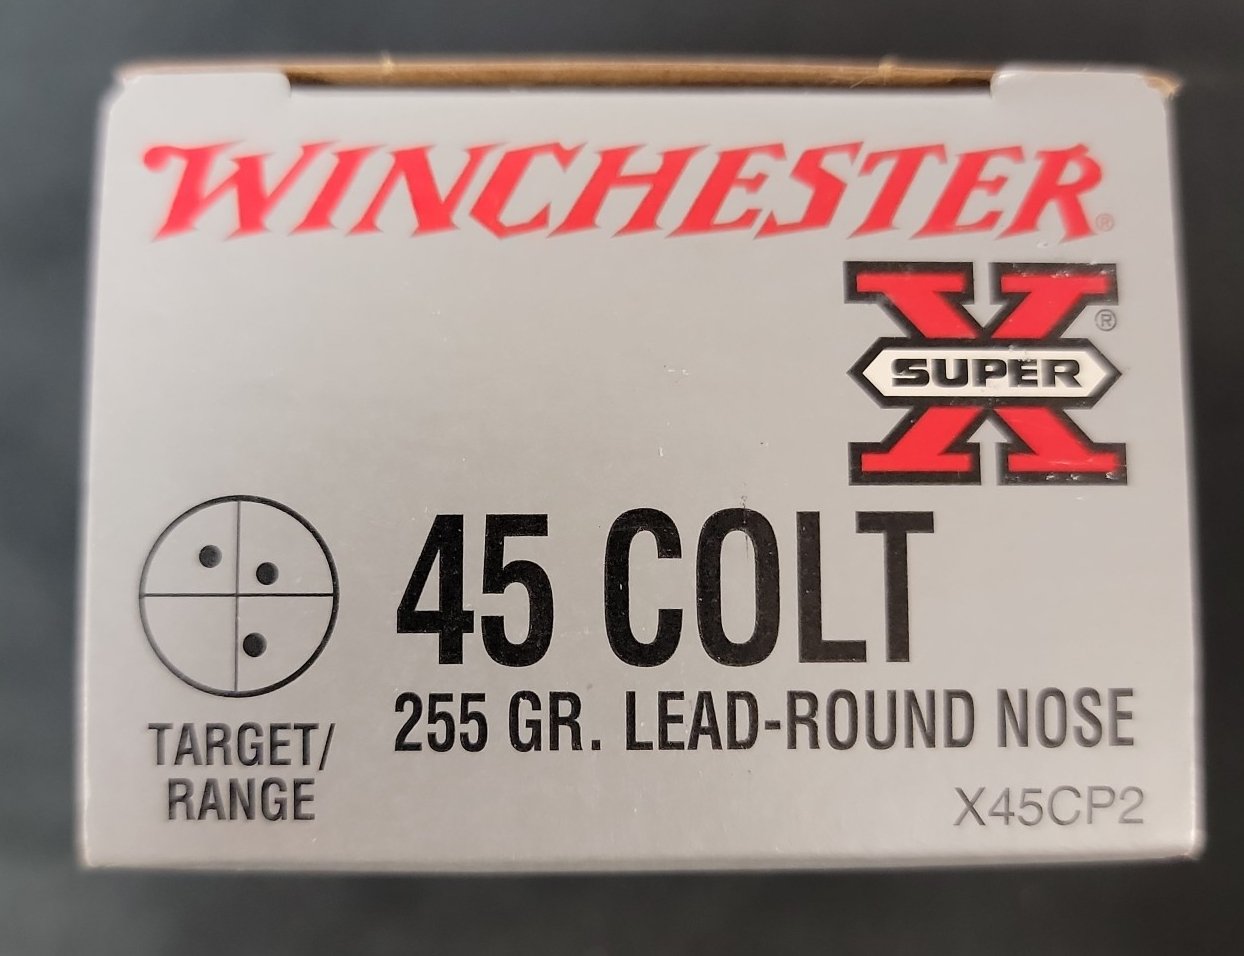 WINCHESTER®
X®
SUPER
45 COLT
255 GR. LEAD-ROUND NOSE
TARGET/
RANGE
X45CP2